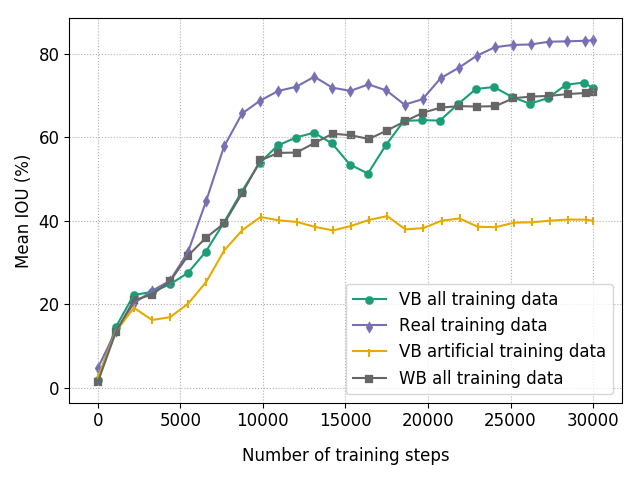 80
60
40
20
0
Mean IOU (%)
VB all training data
Real training data
VB artificial training data
WB all training data
0 5000 10000 15000 20000 25000 30000
Number of training steps